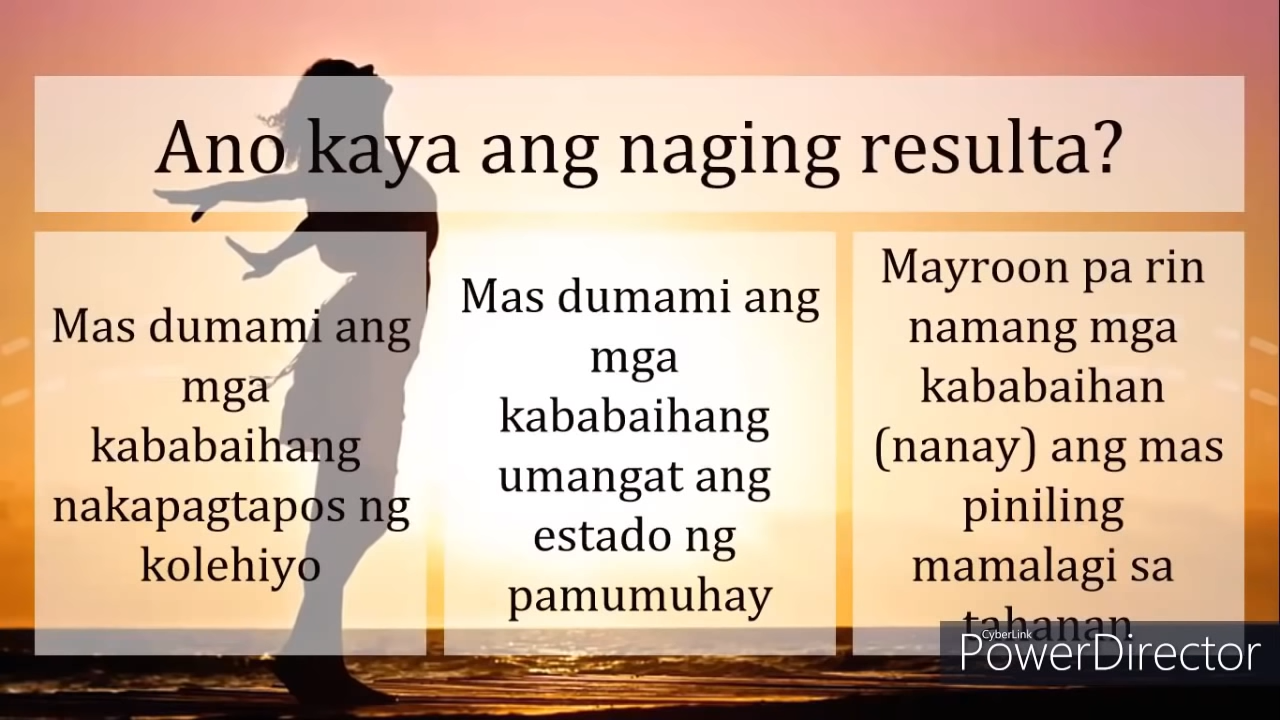 Ano kaya ang naging resulta?
Mas dumami ang
mga
kababaihang
nakapagtapos ng
kolehiyo
Mas dumami ang
mga
kababaihang
umangat ang
estado ng
pamumuhay
Mayroon pa rin
namang mga
kababaihan
(nanay) ang mas
piniling
mamalagi sa
tahanan
CyberLink
PowerDirector